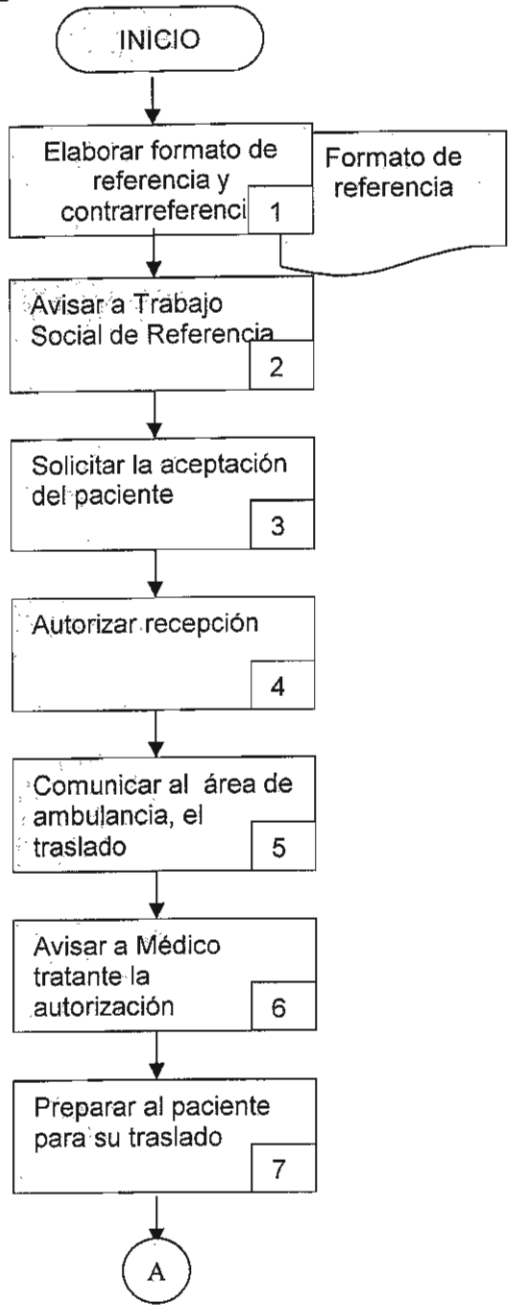 INICIO
Elaborar formato de
referencia y
contrarreferenci
1
Formato de
referencia
Avisar a Trabajo
Social de Referencia
2
Solicitar la aceptación
del paciente
3
Autorizar recepción
4
Comunicar al área de
ambulancia, el
traslado
5
Avisar a Médico
tratante la
autorización
6
Preparar al paciente
para su traslado
7
A